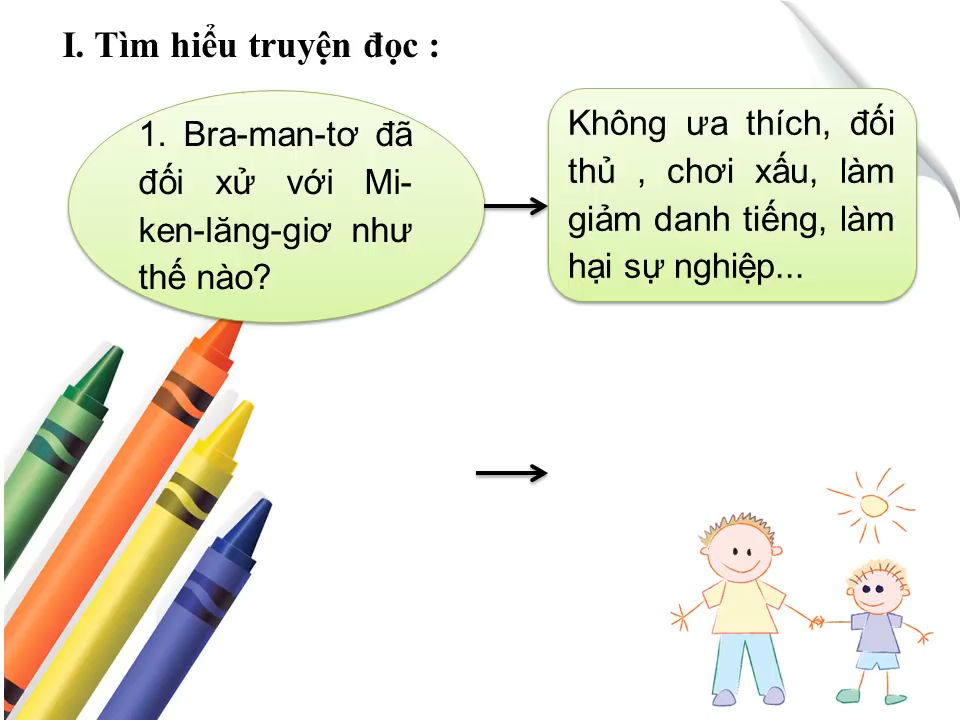 I. Tìm hiểu truyện đọc :
1. Bra-man-tơ đã
đối xử với Mi-
ken-lăng-giơ như
thế nào?
Không ưa thích, đối
thủ , chơi xấu, làm
giảm danh tiếng, làm
hại sự nghiệp...